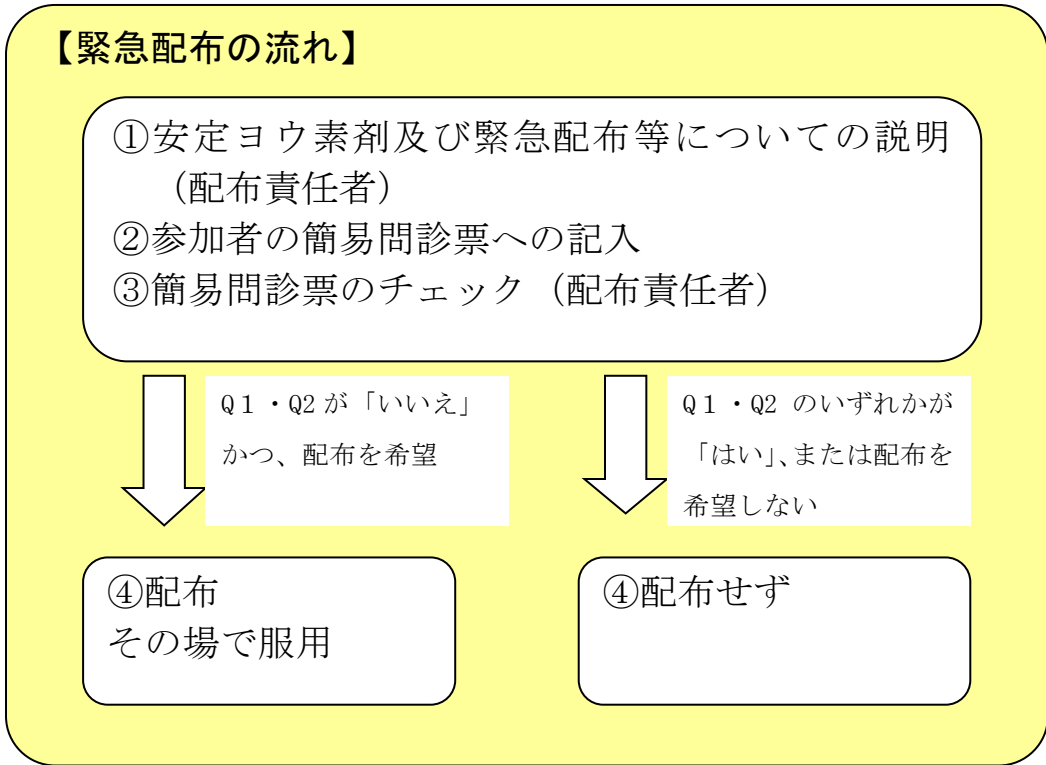 【緊急配布の流れ】
①安定ヨウ素剤及び緊急配布等についての説明
(配布責任者)
②参加者の簡易問診票への記入
③簡易問診票のチェック(配布責任者)
Q1・Q2が「いいえ」
かつ、配布を希望
Q1・Q2 のいずれかが
「はい」、または配布を
希望しない
④配布
その場で服用
④配布せず